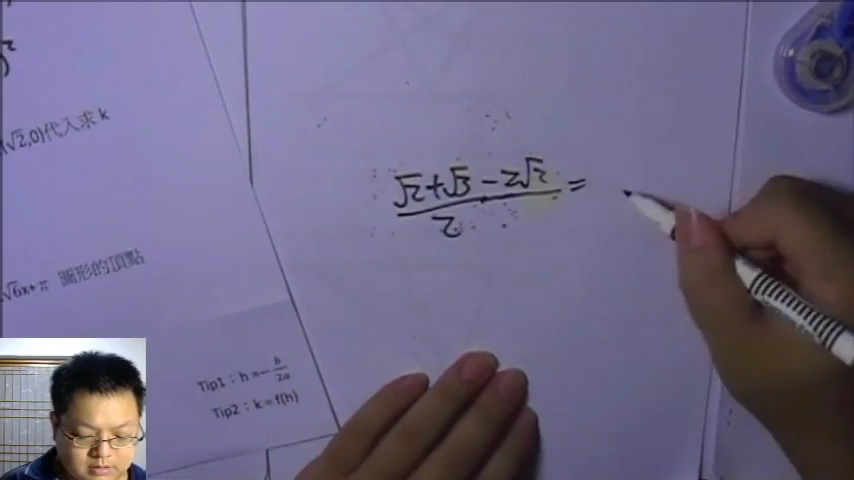 (√2,0)代入求 k
√6x+π 圖形的頂點
Tip1：h=-b/2a
Tip2：k=f(h)
(√2+√3-2√2)/2 =